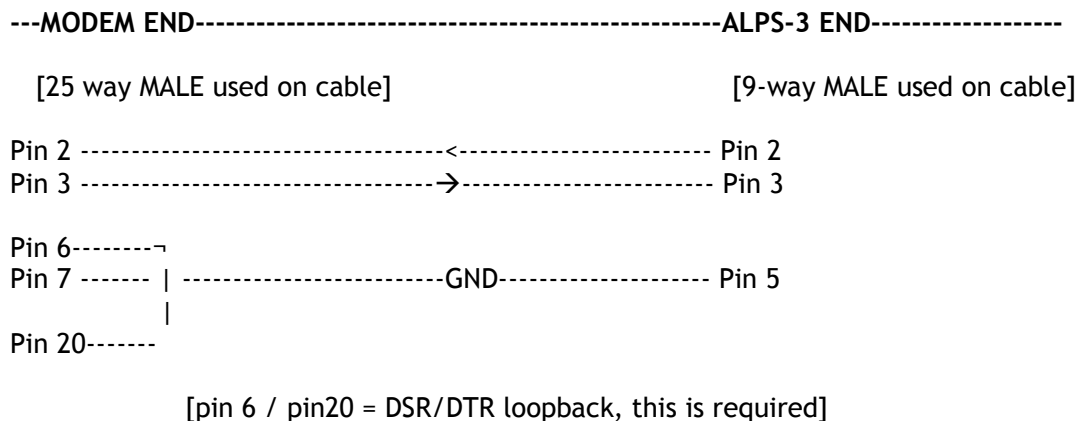 ---MODEM END-----------------------------------------------------ALPS-3 END-------------------
[25 way MALE used on cable] [9-way MALE used on cable]
Pin 2 ------------------------------------<------------------------- Pin 2
Pin 3 -----------------------------------→------------------------- Pin 3
Pin 6--------¬
Pin 7 ------- | --------------------------GND--------------------- Pin 5
|
Pin 20-------
[pin 6 / pin20 = DSR/DTR loopback, this is required]